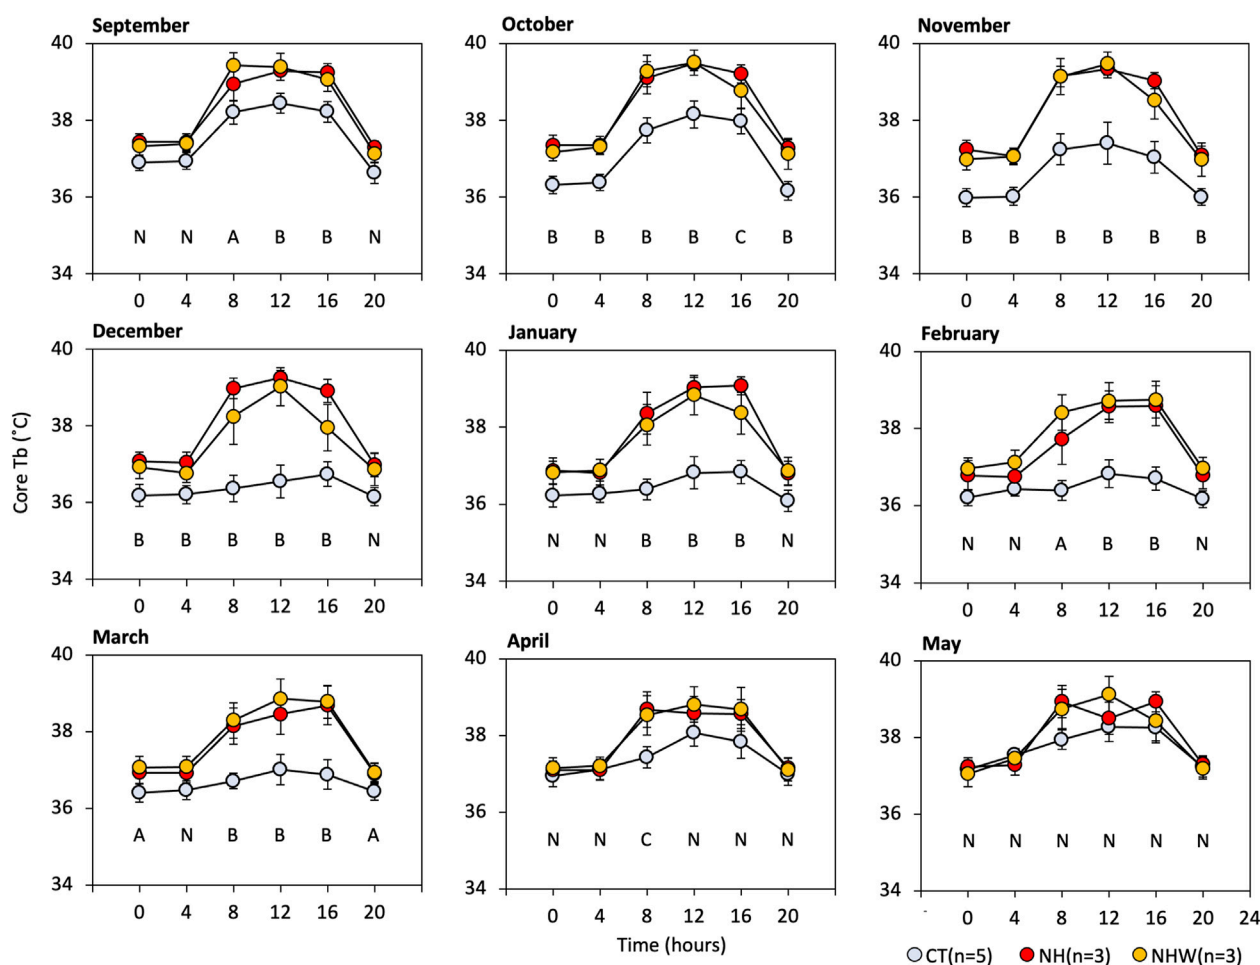 September
October
November
40
38
36
34
N N A B B N
0 4 8 12 16 20
40
38
36
34
B B B B C B
0 4 8 12 16 20
40
38
36
34
B B B B B B
0 4 8 12 16 20
December
January
February
Core Tb (˚C)
40
38
36
34
B B B B B N
0 4 8 12 16 20
40
38
36
34
N N B B B N
0 4 8 12 16 20
40
38
36
34
N N A B B N
0 4 8 12 16 20
March
April
May
40
38
36
34
A N B B B A
0 4 8 12 16 20
40
38
36
34
N N C N N N
0 4 8 12 16 20
40
38
36
34
N N N N N N
0 4 8 12 16 20 24
Time (hours)
CT(n=5) NH(n=3) NHW(n=3)